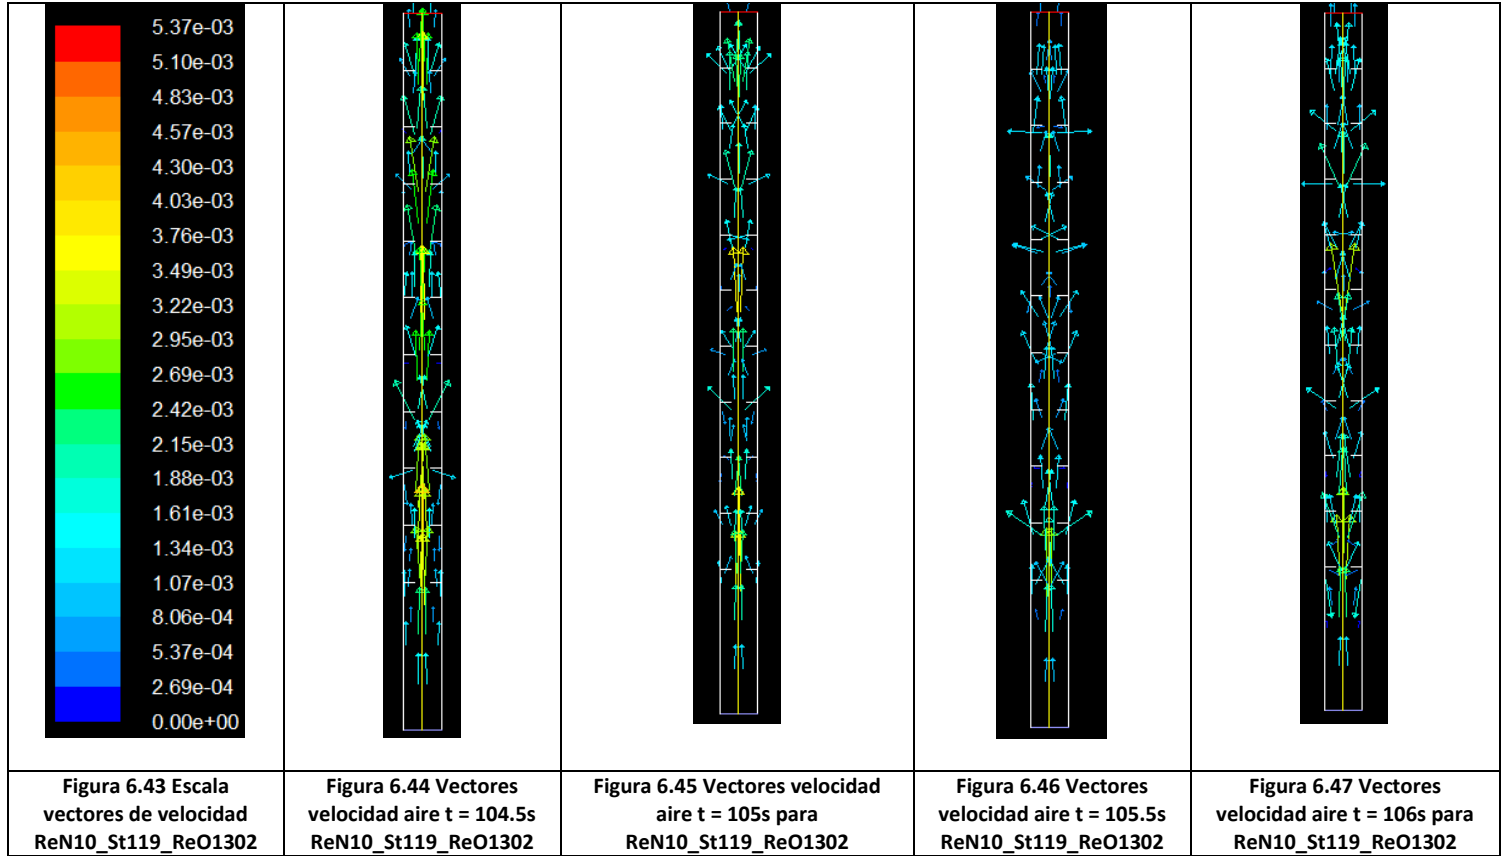 5.37e-03
5.10e-03
4.83e-03
4.57e-03
4.30e-03
4.03e-03
3.76e-03
3.49e-03
3.22e-03
2.95e-03
2.69e-03
2.42e-03
2.15e-03
1.88e-03
1.61e-03
1.34e-03
1.07e-03
8.06e-04
5.37e-04
2.69e-04
0.00e+00
Figura 6.43 Escala
vectores de velocidad
ReN10_St119_ReO1302
Figura 6.44 Vectores
velocidad aire t = 104.5s
ReN10_St119_ReO1302
Figura 6.45 Vectores velocidad
aire t = 105s para
ReN10_St119_ReO1302
Figura 6.46 Vectores
velocidad aire t = 105.5s
ReN10_St119_ReO1302
Figura 6.47 Vectores
velocidad aire t = 106s para
ReN10_St119_ReO1302